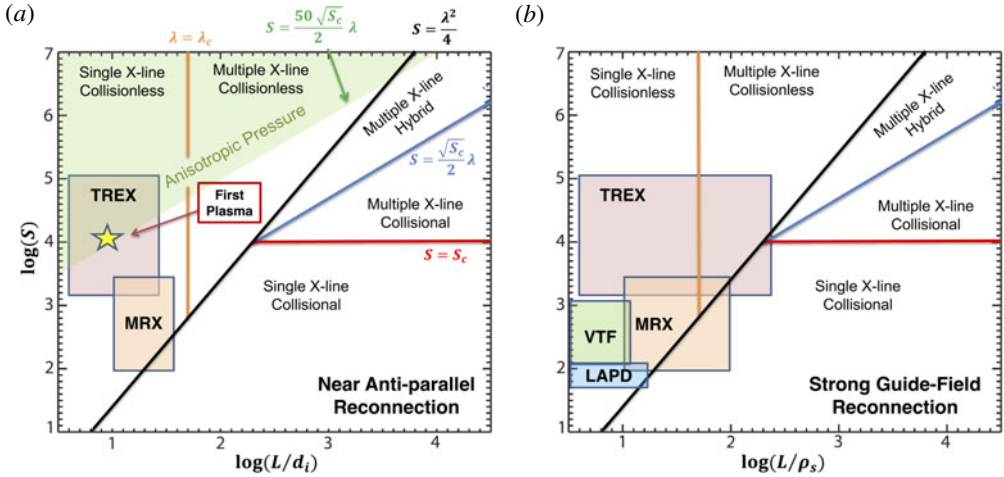 (a)
λ = λc
S = 50 √Sc / 2 λ
S = λ² / 4
7
6
5
4
3
2
1
log(S)
Single X-line
Collisionless
Multiple X-line
Collisionless
Multiple X-line
Hybrid
Anisotropic Pressure
S = √Sc / 2 λ
TREX
First
Plasma
Multiple X-line
Collisional
S = Sc
Single X-line
Collisional
MRX
Near Anti-parallel
Reconnection
1 2 3 4
log(L/di)
(b)
7
6
5
4
3
2
1
Single X-line
Collisionless
Multiple X-line
Collisionless
Multiple X-line
Hybrid
TREX
Multiple X-line
Collisional
Single X-line
Collisional
VTF
MRX
LAPD
Strong Guide-Field
Reconnection
1 2 3 4
log(L/ρs)